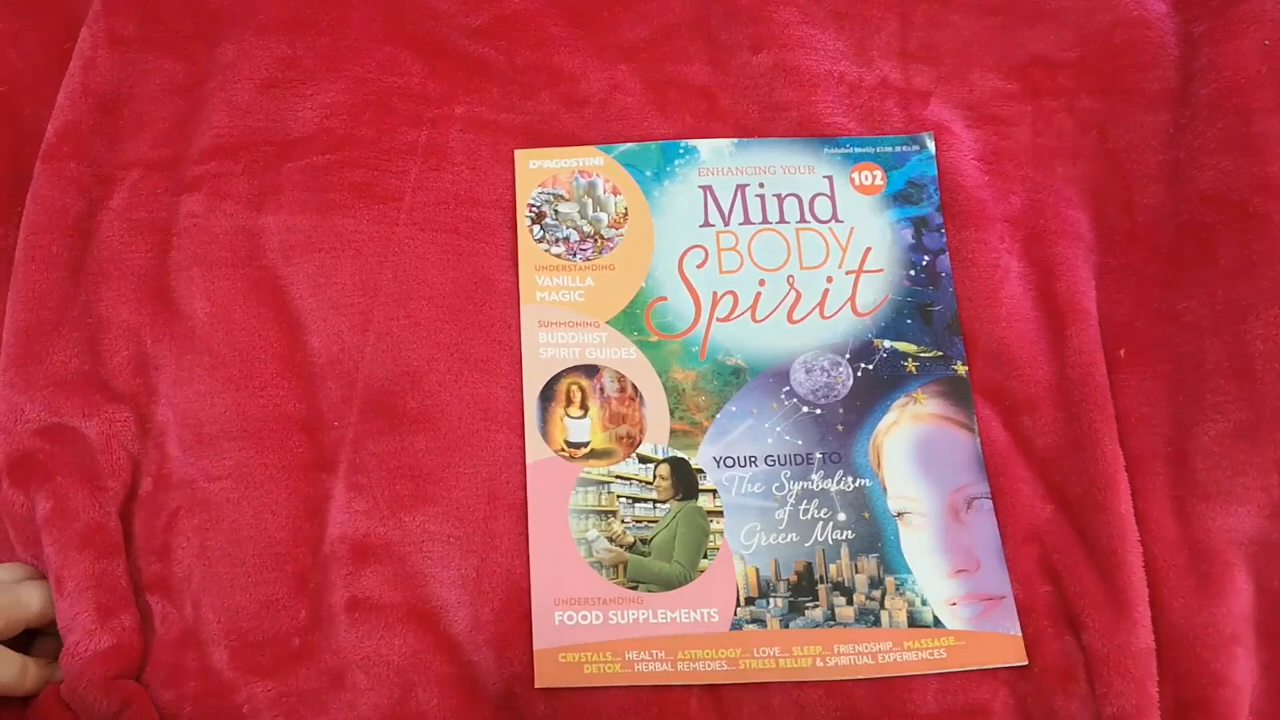 DeAGOSTINI
Published Weekly
ENHANCING YOUR
Mind
102
BODY
Spirit
UNDERSTANDING
VANILLA
MAGIC
SUMMONING
BUDDHIST
SPIRIT GUIDES
YOUR GUIDE TO
The Symbolism
of the
Green Man
UNDERSTANDING
FOOD SUPPLEMENTS
CRYSTALS... HEALTH... ASTROLOGY... LOVE... SLEEP... FRIENDSHIP... MASSAGE...
DETOX... HERBAL REMEDIES... STRESS RELIEF & SPIRITUAL EXPERIENCES